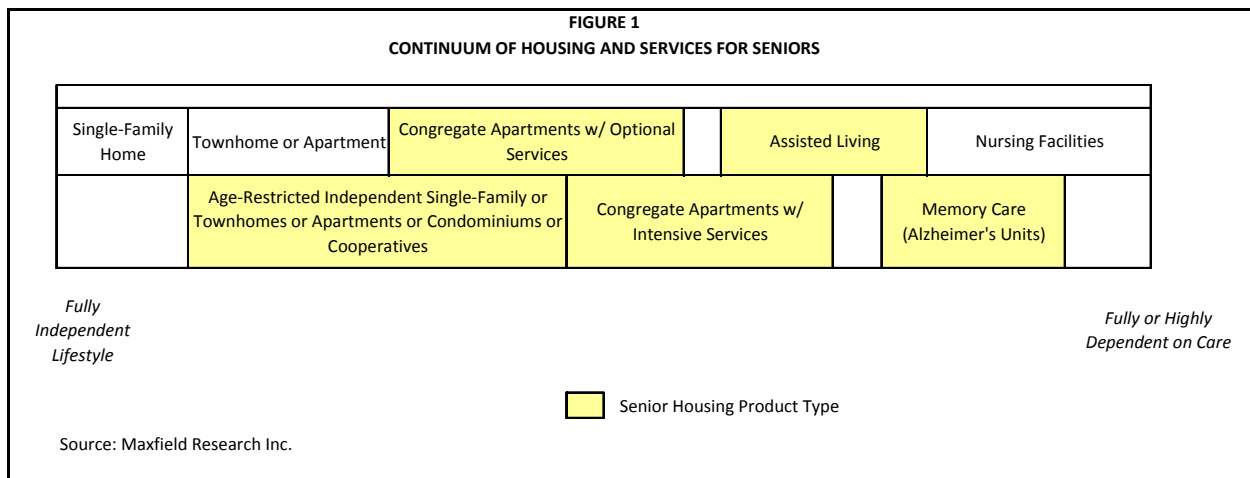 FIGURE 1
CONTINUUM OF HOUSING AND SERVICES FOR SENIORS
Single-Family
Home
Townhome or Apartment
Congregate Apartments w/ Optional
Services
Assisted Living
Nursing Facilities
Age-Restricted Independent Single-Family or
Townhomes or Apartments or Condominiums or
Cooperatives
Congregate Apartments w/
Intensive Services
Memory Care
(Alzheimer's Units)
Fully
Independent
Lifestyle
Fully or Highly
Dependent on Care
Senior Housing Product Type
Source: Maxfield Research Inc.